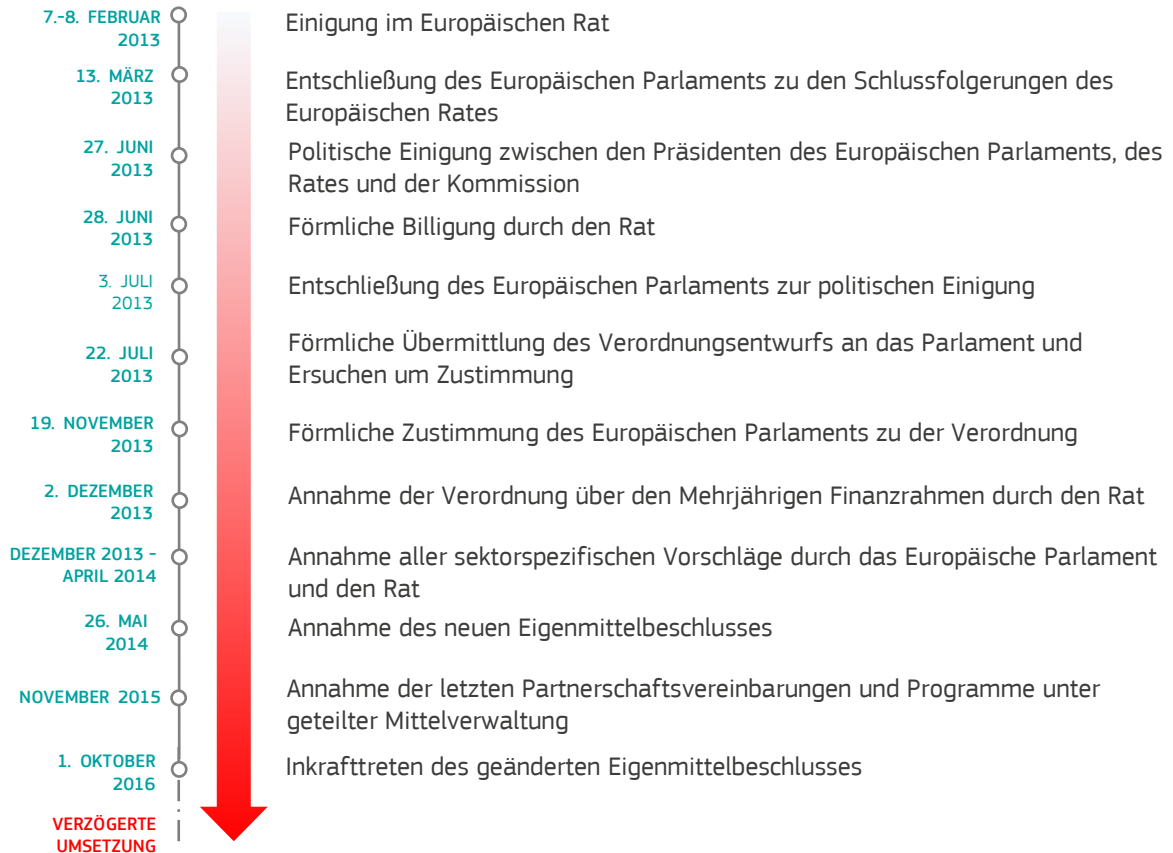 7.-8. FEBRUAR
2013
Einigung im Europäischen Rat
13. MÄRZ
2013
Entschließung des Europäischen Parlaments zu den Schlussfolgerungen des
Europäischen Rates
27. JUNI
2013
Politische Einigung zwischen den Präsidenten des Europäischen Parlaments, des
Rates und der Kommission
28. JUNI
2013
Förmliche Billigung durch den Rat
3. JULI
2013
Entschließung des Europäischen Parlaments zur politischen Einigung
22. JULI
2013
Förmliche Übermittlung des Verordnungsentwurfs an das Parlament und
Ersuchen um Zustimmung
19. NOVEMBER
2013
Förmliche Zustimmung des Europäischen Parlaments zu der Verordnung
2. DEZEMBER
2013
Annahme der Verordnung über den Mehrjährigen Finanzrahmen durch den Rat
DEZEMBER 2013 -
APRIL 2014
Annahme aller sektorspezifischen Vorschläge durch das Europäische Parlament
und den Rat
26. MAI
2014
Annahme des neuen Eigenmittelbeschlusses
NOVEMBER 2015
Annahme der letzten Partnerschaftsvereinbarungen und Programme unter
geteilter Mittelverwaltung
1. OKTOBER
2016
Inkrafttreten des geänderten Eigenmittelbeschlusses
VERZÖGERTE
UMSETZUNG